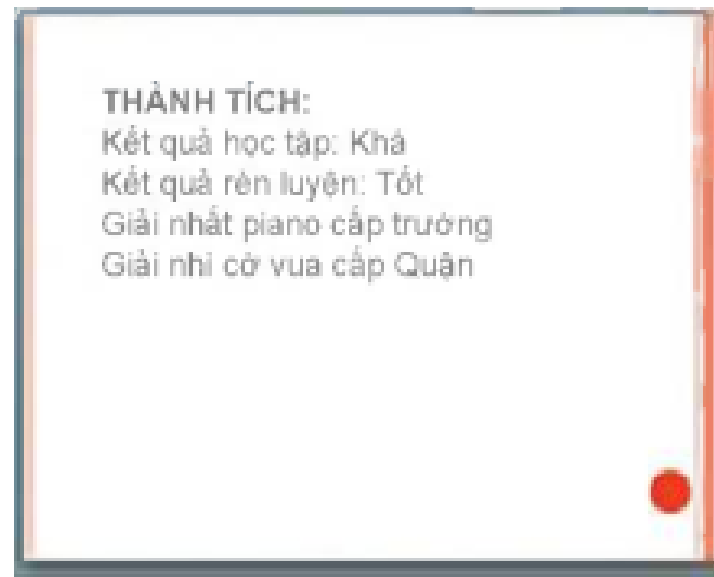 THÀNH TÍCH:
Kết quả học tập: Khá
Kết quả rèn luyện: Tốt
Giải nhất piano cấp trường
Giải nhì cờ vua cấp Quận